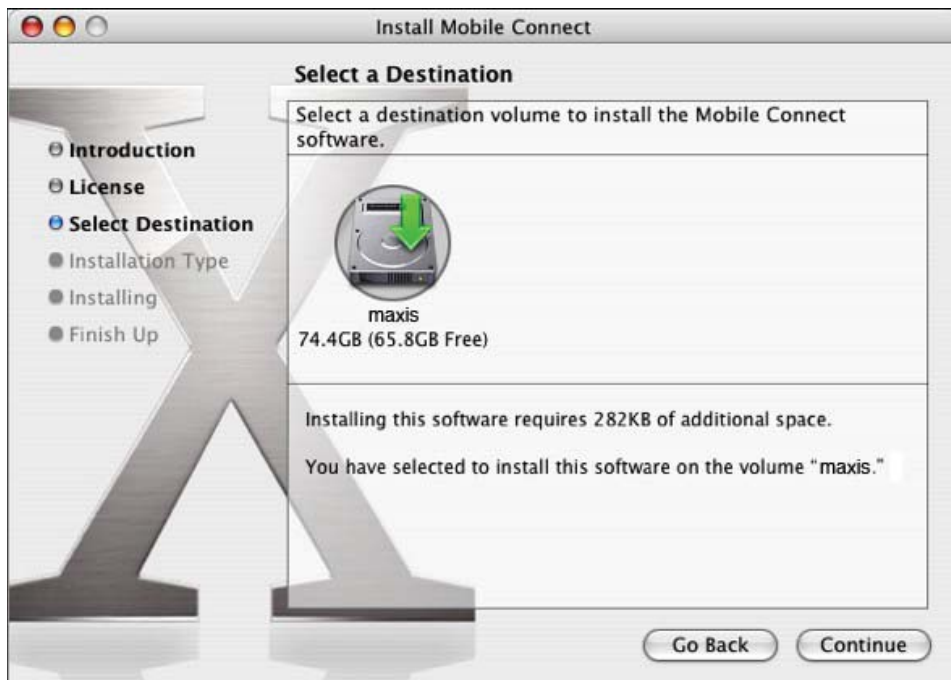 Install Mobile Connect
Select a Destination
Introduction
License
Select Destination
Installation Type
Installing
Finish Up
Select a destination volume to install the Mobile Connect
software.
maxis
74.4GB (65.8GB Free)
Installing this software requires 282KB of additional space.
You have selected to install this software on the volume “maxis.”
Go Back
Continue